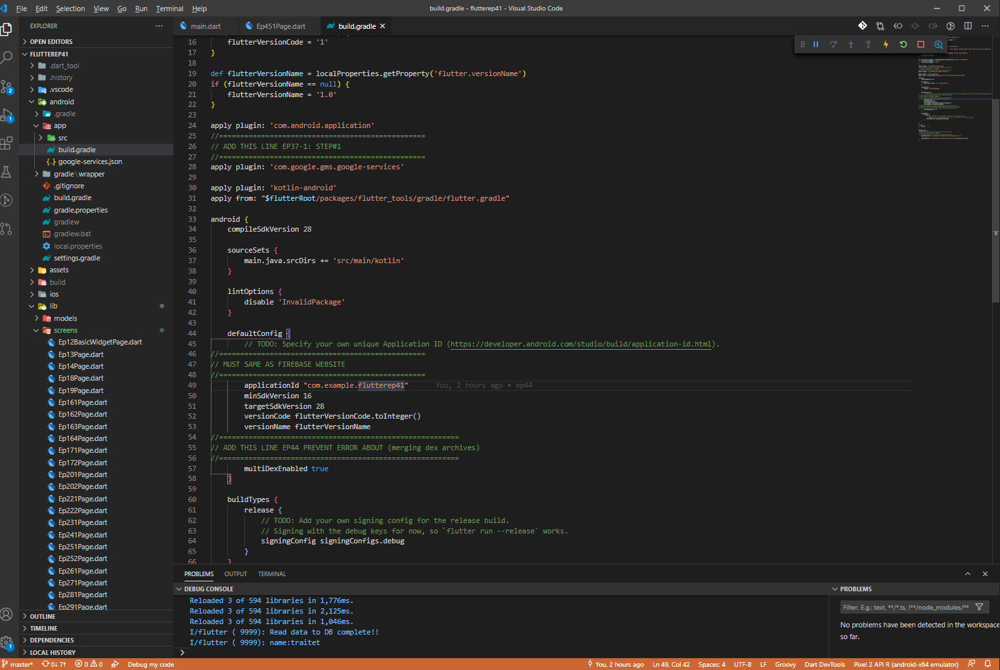 File Edit Selection View Go Run Terminal Help
build.gradle - flutterep41 - Visual Studio Code
EXPLORER
main.dart
Ep451Page.dart
build.gradle
OPEN EDITORS
FLUTTEREP41
.dart_tool
.history
.vscode
android
.gradle
app
src
build.gradle
google-services.json
gradle\wrapper
.gitignore
build.gradle
gradle.properties
gradlew
gradlew.bat
local.properties
settings.gradle
assets
build
ios
lib
models
screens
Ep12BasicWidgetPage.dart
Ep13Page.dart
Ep14Page.dart
Ep18Page.dart
Ep19Page.dart
Ep161Page.dart
Ep162Page.dart
Ep163Page.dart
Ep164Page.dart
Ep171Page.dart
Ep172Page.dart
Ep201Page.dart
Ep202Page.dart
Ep221Page.dart
Ep222Page.dart
Ep231Page.dart
Ep241Page.dart
Ep251Page.dart
Ep252Page.dart
Ep261Page.dart
Ep271Page.dart
Ep281Page.dart
Ep291Page.dart
OUTLINE
TIMELINE
DEPENDENCIES
LOCAL HISTORY
2
1
1
16 flutterVersionCode = '1'
17 }
18
19 def flutterVersionName = localProperties.getProperty('flutter.versionName')
20 if (flutterVersionName == null) {
21 flutterVersionName = '1.0'
22 }
23
24 apply plugin: 'com.android.application'
25 //=================================================
26 // ADD THIS LINE EP37-1: STEP#1
27 //=================================================
28 apply plugin: 'com.google.gms.google-services'
29
30 apply plugin: 'kotlin-android'
31 apply from: "$flutterRoot/packages/flutter_tools/gradle/flutter.gradle"
32
33 android {
34 compileSdkVersion 28
35
36 sourceSets {
37 main.java.srcDirs += 'src/main/kotlin'
38 }
39
40 lintOptions {
41 disable 'InvalidPackage'
42 }
43
44 defaultConfig {
45 // TODO: Specify your own unique Application ID (https://developer.android.com/studio/build/application-id.html).
46 //=================================================
47 // MUST SAME AS FIREBASE WEBSITE
48 //=================================================
49 applicationId "com.example.flutterep41" You, 2 hours ago • ep44
50 minSdkVersion 16
51 targetSdkVersion 28
52 versionCode flutterVersionCode.toInteger()
53 versionName flutterVersionName
54 //=========================================================
55 // ADD THIS LINE EP44 PREVENT ERROR ABOUT (merging dex archives)
56 //=========================================================
57 multiDexEnabled true
58 }
59
60 buildTypes {
61 release {
62 // TODO: Add your own signing config for the release build.
63 // Signing with the debug keys for now, so `flutter run --release` works.
64 signingConfig signingConfigs.debug
65 }
66 }
PROBLEMS OUTPUT TERMINAL
DEBUG CONSOLE
Reloaded 3 of 594 libraries in 1,776ms.
Reloaded 3 of 594 libraries in 2,125ms.
Reloaded 3 of 594 libraries in 1,046ms.
I/flutter ( 9999): Read data to DB complete!!
I/flutter ( 9999): name:traitet
>
PROBLEMS
Filter. E.g.: text, **/*.ts, !**/node_modules/**
No problems have been detected in the workspace
so far.
master* 0↓ 7↑ 0 0 Debug my code You, 2 hours ago Ln 49, Col 42 Spaces: 4 UTF-8 LF Groovy Dart DevTools Pixel 2 API R (android-x64 emulator)